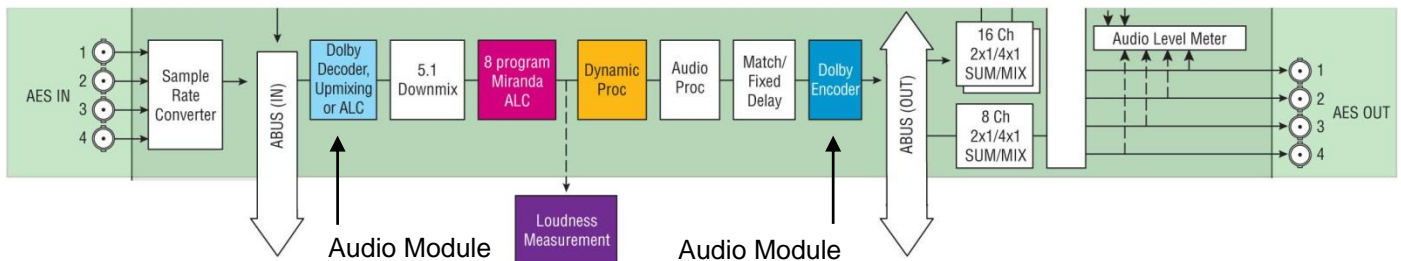 AES IN
1
2
3
4
Sample
Rate
Converter
ABUS (IN)
Dolby
Decoder,
Upmixing
or ALC
5.1
Downmix
8 program
Miranda
ALC
Dynamic
Proc
Audio
Proc
Match/
Fixed
Delay
Dolby
Encoder
ABUS (OUT)
16 Ch
2x1/4x1
SUM/MIX
8 Ch
2x1/4x1
SUM/MIX
Audio Level Meter
1
2
3
4
AES OUT
Audio Module
Loudness
Measurement
Audio Module